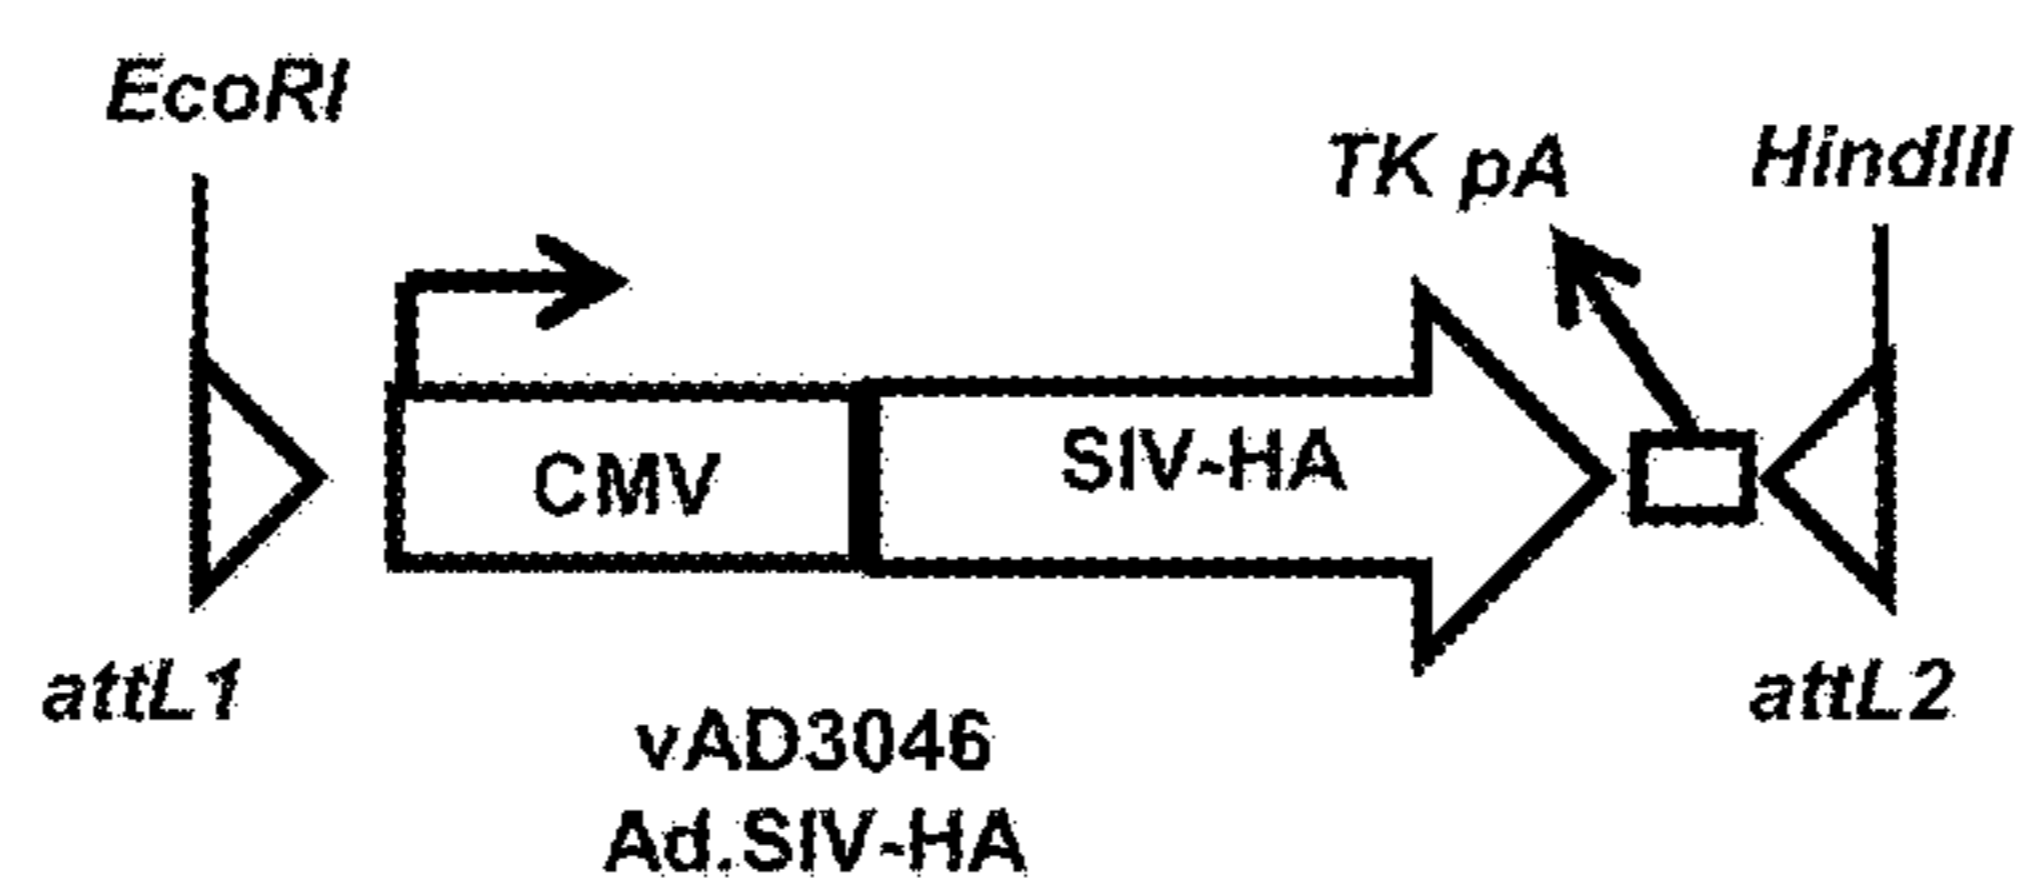 EcoRI
TK pA
HindIII
CMV
SIV-HA
attL1
attL2
vAD3046
Ad.SIV-HA